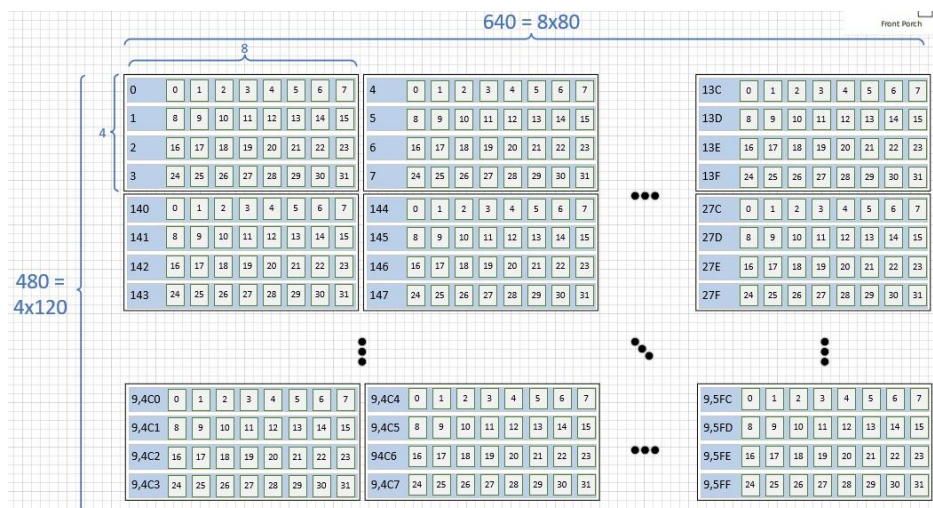 640 = 8x80
Front Porch
8
0 0 1 2 3 4 5 6 7 4 0 1 2 3 4 5 6 7 13C 0 1 2 3 4 5 6 7
1 8 9 10 11 12 13 14 15 5 8 9 10 11 12 13 14 15 13D 8 9 10 11 12 13 14 15
4
2 16 17 18 19 20 21 22 23 6 16 17 18 19 20 21 22 23 13E 16 17 18 19 20 21 22 23
3 24 25 26 27 28 29 30 31 7 24 25 26 27 28 29 30 31 13F 24 25 26 27 28 29 30 31
140 0 1 2 3 4 5 6 7 144 0 1 2 3 4 5 6 7 27C 0 1 2 3 4 5 6 7
141 8 9 10 11 12 13 14 15 145 8 9 10 11 12 13 14 15 27D 8 9 10 11 12 13 14 15
142 16 17 18 19 20 21 22 23 146 16 17 18 19 20 21 22 23 27E 16 17 18 19 20 21 22 23
143 24 25 26 27 28 29 30 31 147 24 25 26 27 28 29 30 31 27F 24 25 26 27 28 29 30 31
480 =
4x120
9,4C0 0 1 2 3 4 5 6 7 9,4C4 0 1 2 3 4 5 6 7 9,5FC 0 1 2 3 4 5 6 7
9,4C1 8 9 10 11 12 13 14 15 9,4C5 8 9 10 11 12 13 14 15 9,5FD 8 9 10 11 12 13 14 15
9,4C2 16 17 18 19 20 21 22 23 94C6 16 17 18 19 20 21 22 23 9,5FE 16 17 18 19 20 21 22 23
9,4C3 24 25 26 27 28 29 30 31 9,4C7 24 25 26 27 28 29 30 31 9,5FF 24 25 26 27 28 29 30 31